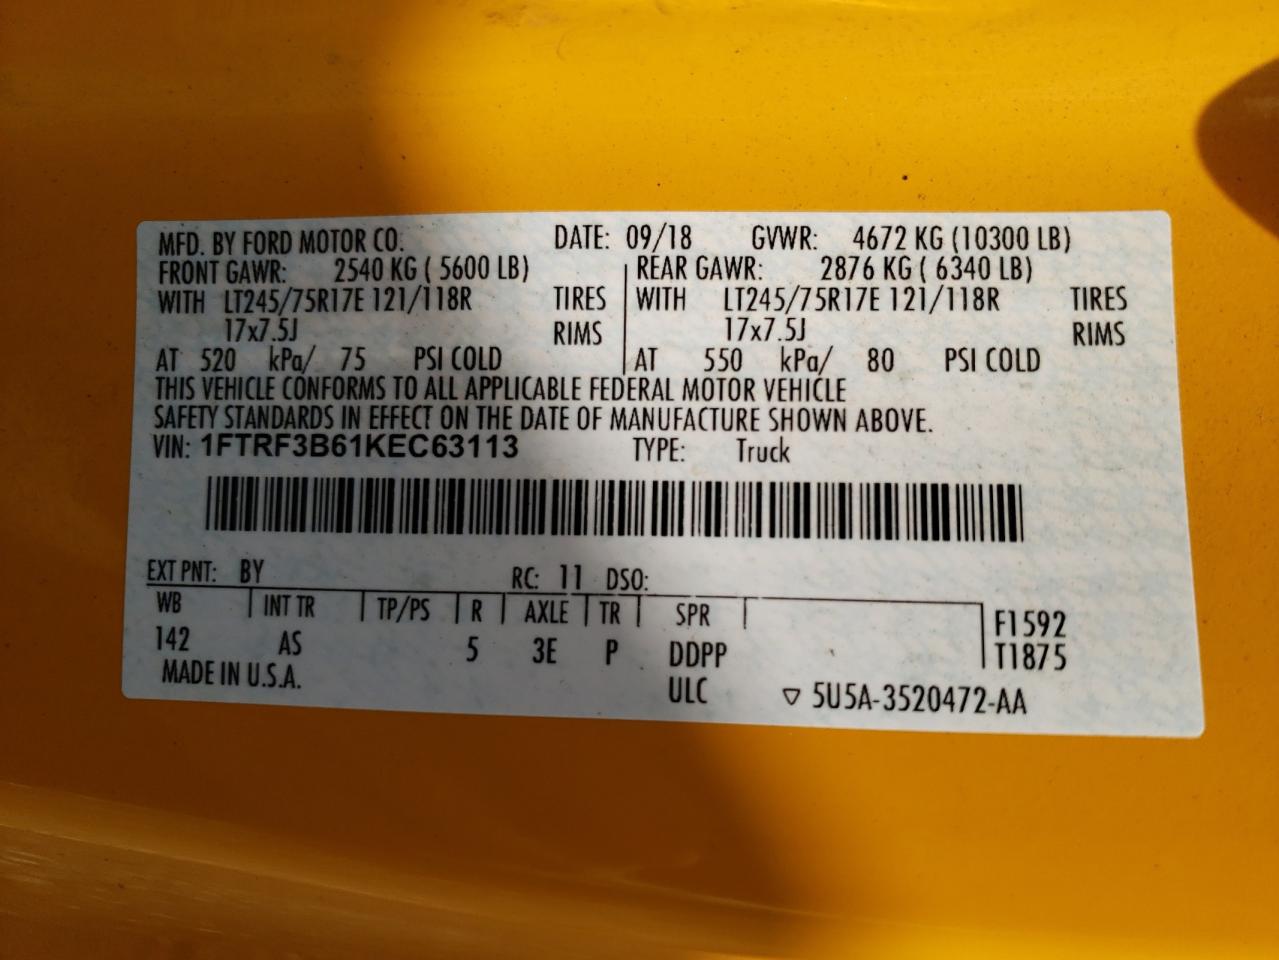 MFD. BY FORD MOTOR CO. DATE: 09/18 GVWR: 4672 KG (10300 LB)
FRONT GAWR: 2540 KG ( 5600 LB) REAR GAWR: 2876 KG ( 6340 LB)
WITH LT245/75R17E 121/118R TIRES WITH LT245/75R17E 121/118R TIRES
17x7.5J RIMS 17x7.5J RIMS
AT 520 kPa/ 75 PSI COLD AT 550 kPa/ 80 PSI COLD
THIS VEHICLE CONFORMS TO ALL APPLICABLE FEDERAL MOTOR VEHICLE
SAFETY STANDARDS IN EFFECT ON THE DATE OF MANUFACTURE SHOWN ABOVE.
VIN: 1FTRF3B61KEC63113 TYPE: Truck
EXT PNT: BY RC: 11 DSO:
WB INT TR TP/PS R AXLE TR SPR F1592
142 AS 5 3E P DDPP T1875
MADE IN U.S.A. ULC ▽ 5U5A-3520472-AA